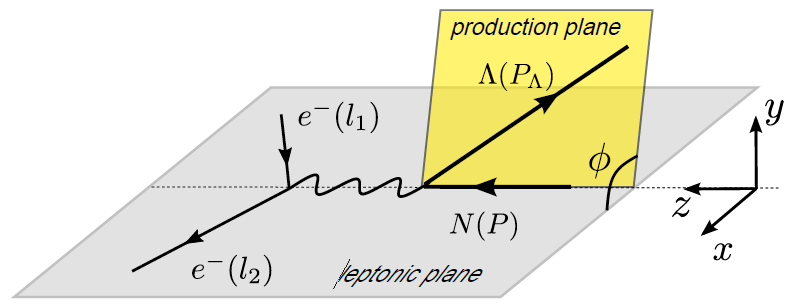 production plane
Λ(P_Λ)
e⁻(l₁)
y
ϕ
z
N(P)
x
e⁻(l₂)
leptonic plane